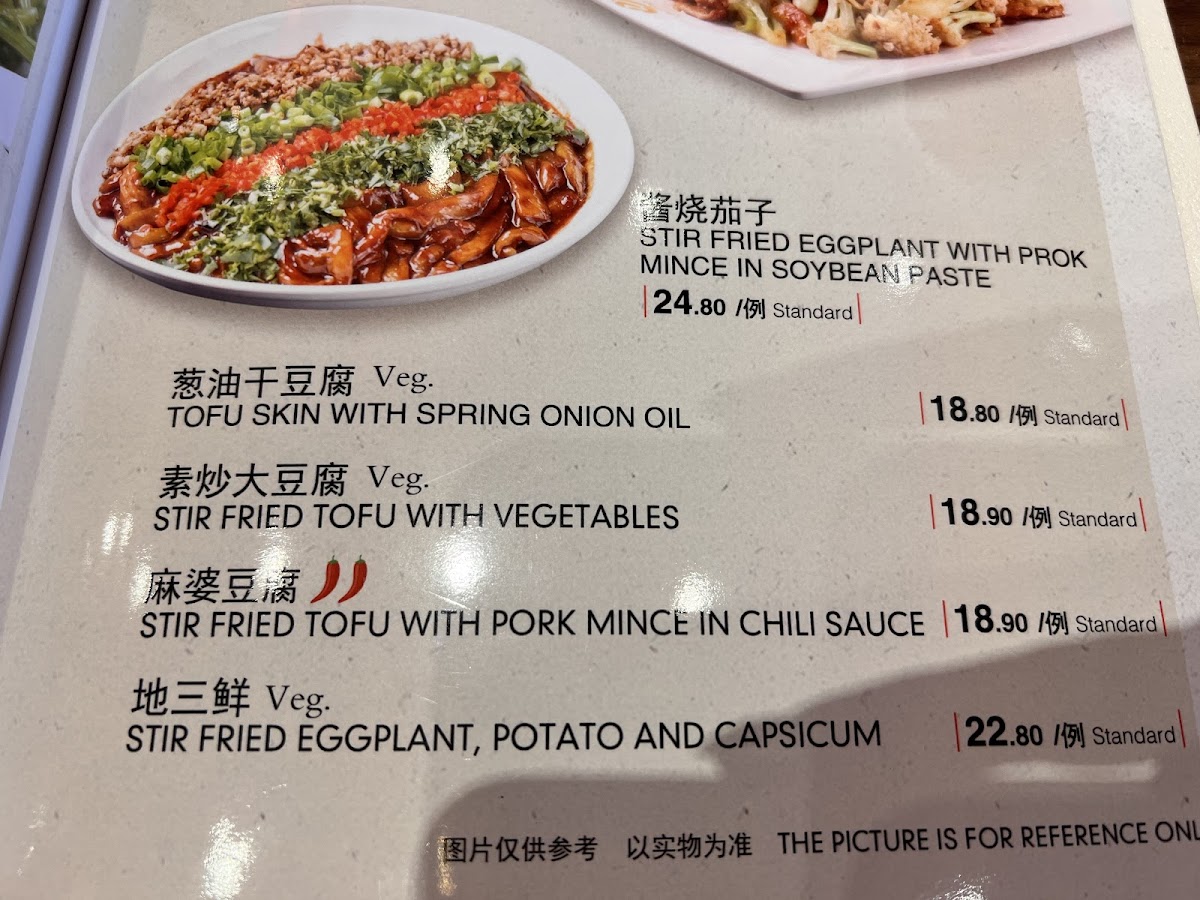 酱烧茄子
STIR FRIED EGGPLANT WITH PROK
MINCE IN SOYBEAN PASTE
24.80 /例 Standard
葱油干豆腐 Veg.
TOFU SKIN WITH SPRING ONION OIL
18.80 /例 Standard
素炒大豆腐 Veg.
STIR FRIED TOFU WITH VEGETABLES
18.90 /例 Standard
麻婆豆腐
STIR FRIED TOFU WITH PORK MINCE IN CHILI SAUCE
18.90 /例 Standard
地三鲜 Veg.
STIR FRIED EGGPLANT, POTATO AND CAPSICUM
22.80 /例 Standard
图片仅供参考 以实物为准 THE PICTURE IS FOR REFERENCE